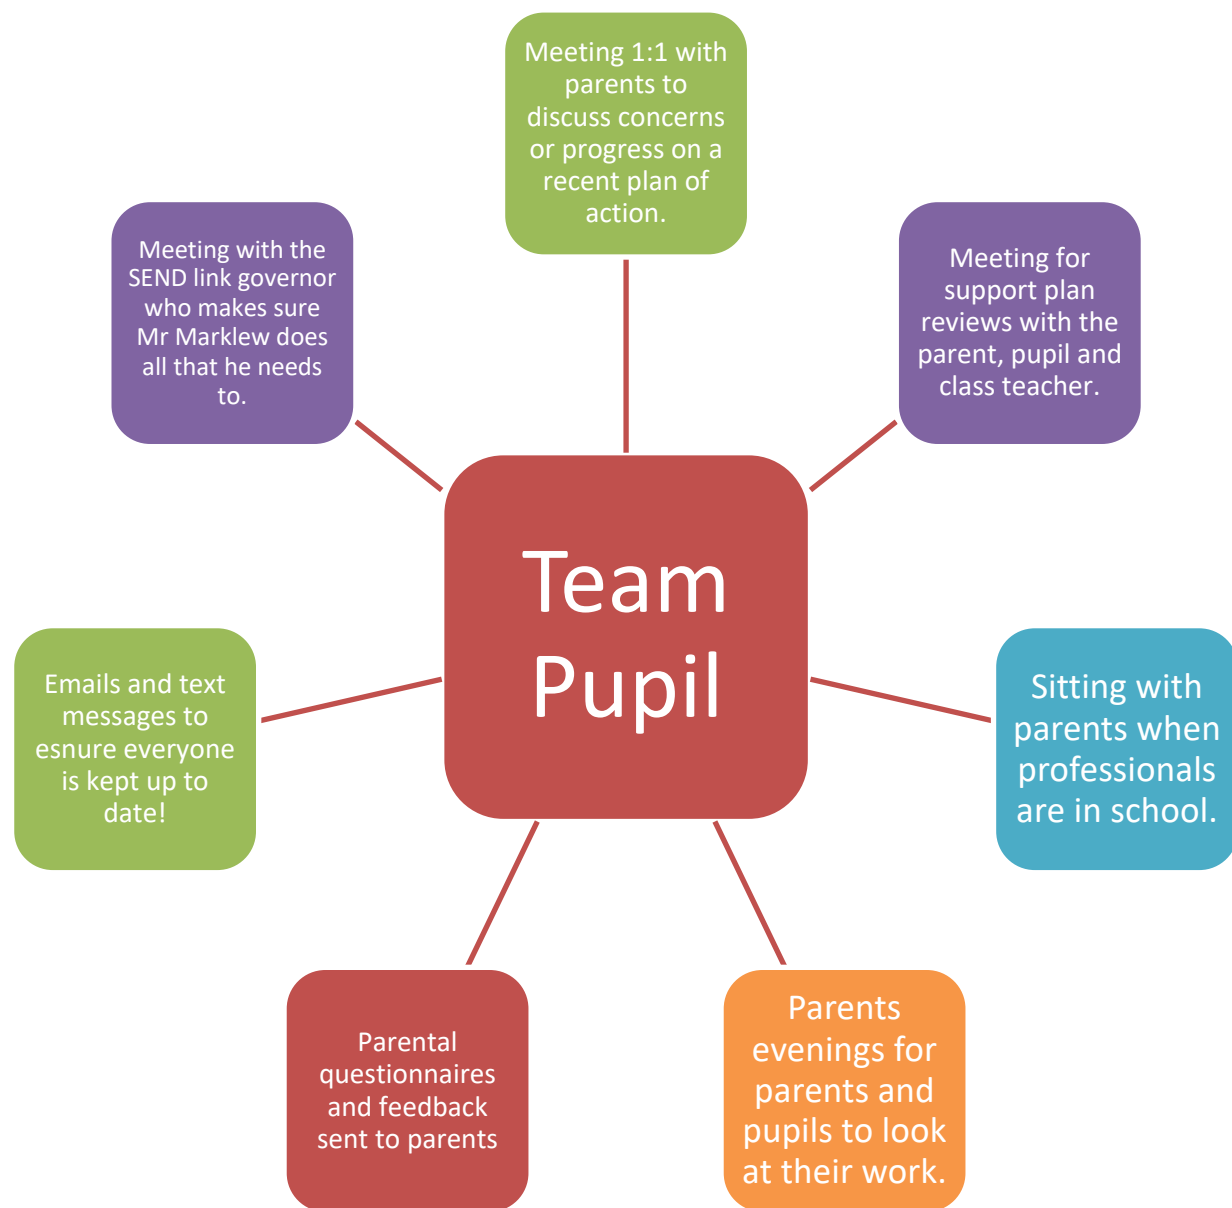 Meeting 1:1 with
parents to
discuss concerns
or progress on a
recent plan of
action.
Meeting for
support plan
reviews with the
parent, pupil and
class teacher.
Sitting with
parents when
professionals
are in school.
Parents
evenings for
parents and
pupils to look
at their work.
Parental
questionnaires
and feedback
sent to parents
Emails and text
messages to
esnure everyone
is kept up to
date!
Meeting with the
SEND link governor
who makes sure
Mr Marklew does
all that he needs
to.
Team
Pupil